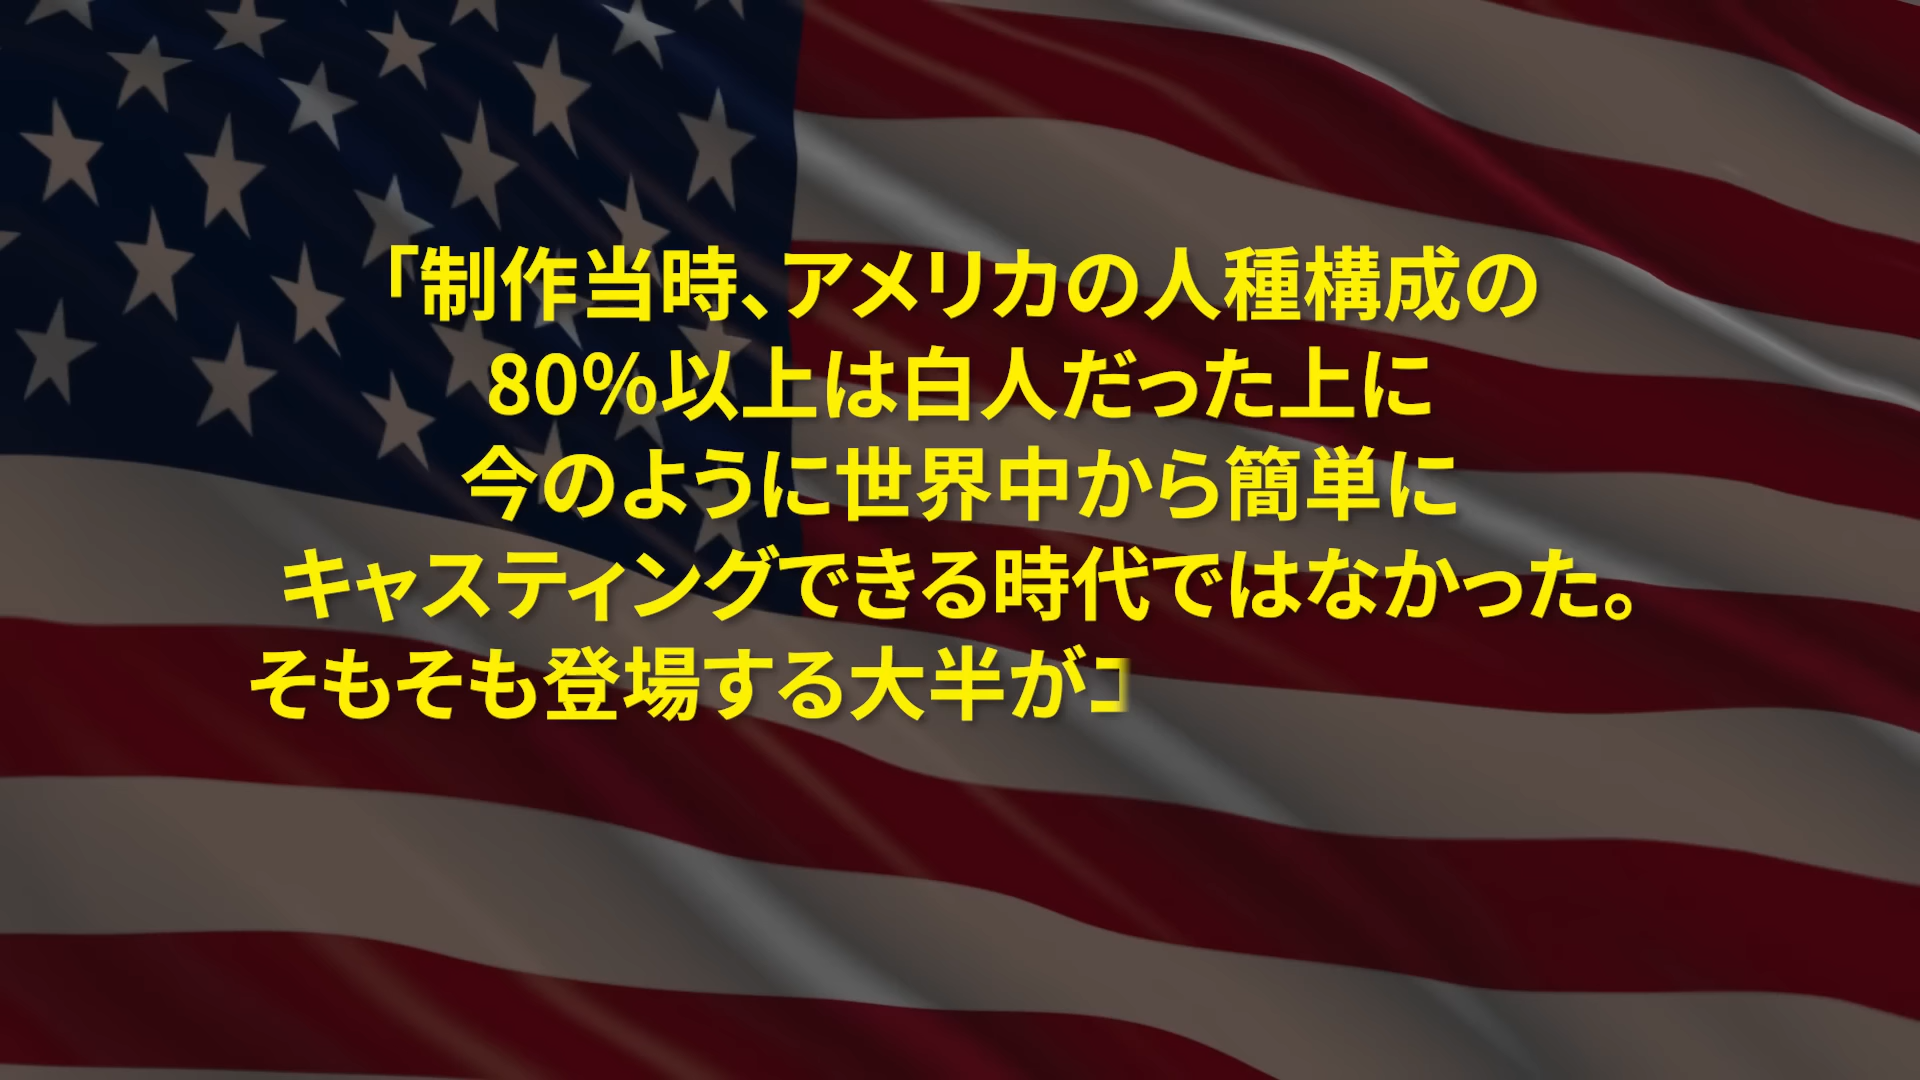 「制作当時、アメリカの人種構成の
80%以上は白人だった上に
今のように世界中から簡単に
キャスティングできる時代ではなかった。
そもそも登場する大半が